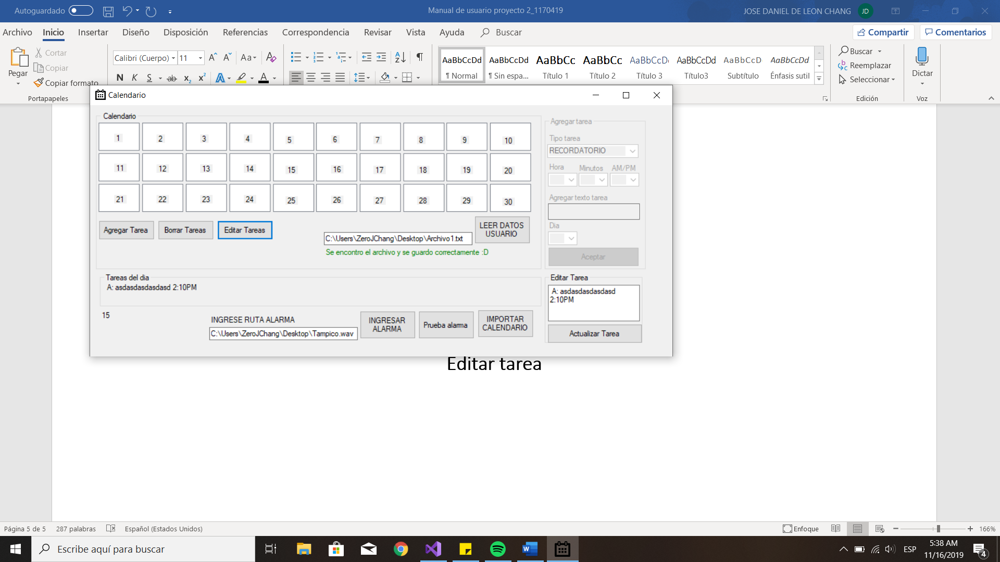 Autoguardado
Manual de usuario proyecto 2_1170419
JOSE DANIEL DE LEON CHANG
JD
Archivo Inicio Insertar Diseño Disposición Referencias Correspondencia Revisar Vista Ayuda Buscar
Compartir
Comentarios
Pegar
Cortar
Copiar
Copiar formato
Portapapeles
Calibri (Cuerpo) 11
Aa
N K S ab x2 x2 A A
AaBbCcDd AaBbCcDd AaBbCc AaBbCc AaBbCcD AaBbCcDd AaBbCcD AaBbCcDd
¶ Normal ¶ Sin espa... Título 1 Título 2 Título 3 Título3 Subtítulo Énfasis sutil
Buscar
Reemplazar
Seleccionar
Edición
Dictar
Voz
Calendario
Calendario
1 2 3 4 5 6 7 8 9 10
11 12 13 14 15 16 17 18 19 20
21 22 23 24 25 26 27 28 29 30
Agregar Tarea
Borrar Tareas
Editar Tareas
C:\Users\ZeroJChang\Desktop\Archivo1.txt
LEER DATOS
USUARIO
Se encontro el archivo y se guardo correctamente :D
Agregar tarea
Tipo tarea
RECORDATORIO
Hora Minutos AM/PM
Agregar texto tarea
Dia
Aceptar
Tareas del dia
A: asdasdasdasdasd 2:10PM
15
INGRESE RUTA ALARMA
C:\Users\ZeroJChang\Desktop\Tampico.wav
INGRESAR
ALARMA
Prueba alarma
IMPORTAR
CALENDARIO
Editar Tarea
A: asdasdasdasdasd
2:10PM
Actualizar Tarea
Editar tarea
Página 5 de 5
287 palabras
Español (Estados Unidos)
Enfoque
166%
Escribe aquí para buscar
ESP
5:38 AM
11/16/2019
4